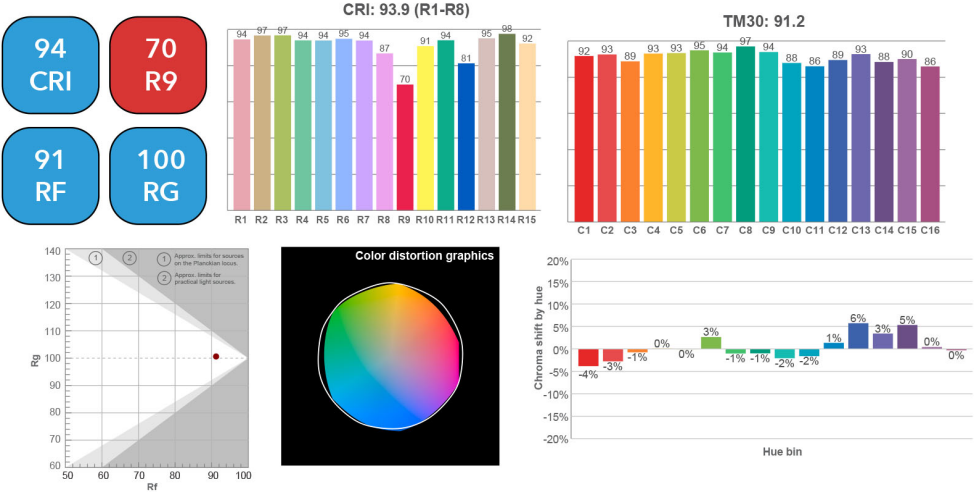 94
CRI
70
R9
91
RF
100
RG
CRI: 93.9 (R1-R8)
94 97 97 94 94 95 94 87 70 91 94 81 95 98 92
R1 R2 R3 R4 R5 R6 R7 R8 R9 R10 R11 R12 R13 R14 R15
TM30: 91.2
92 93 89 93 93 95 94 97 94 88 86 89 93 88 90 86
C1 C2 C3 C4 C5 C6 C7 C8 C9 C10 C11 C12 C13 C14 C15 C16
140
130
120
110
100
90
80
70
60
Rg
1 2
1 Approx. limits for sources
on the Planckian locus.
2 Approx. limits for
practical light sources.
50 60 70 80 90 100
Rf
Color distortion graphics
Chroma shift by hue
20%
15%
10%
5%
0%
-5%
-10%
-15%
-20%
-4% -3% -1% 0% 0% 3% -1% -1% -2% -2% 1% 6% 3% 5% 0% 0%
Hue bin